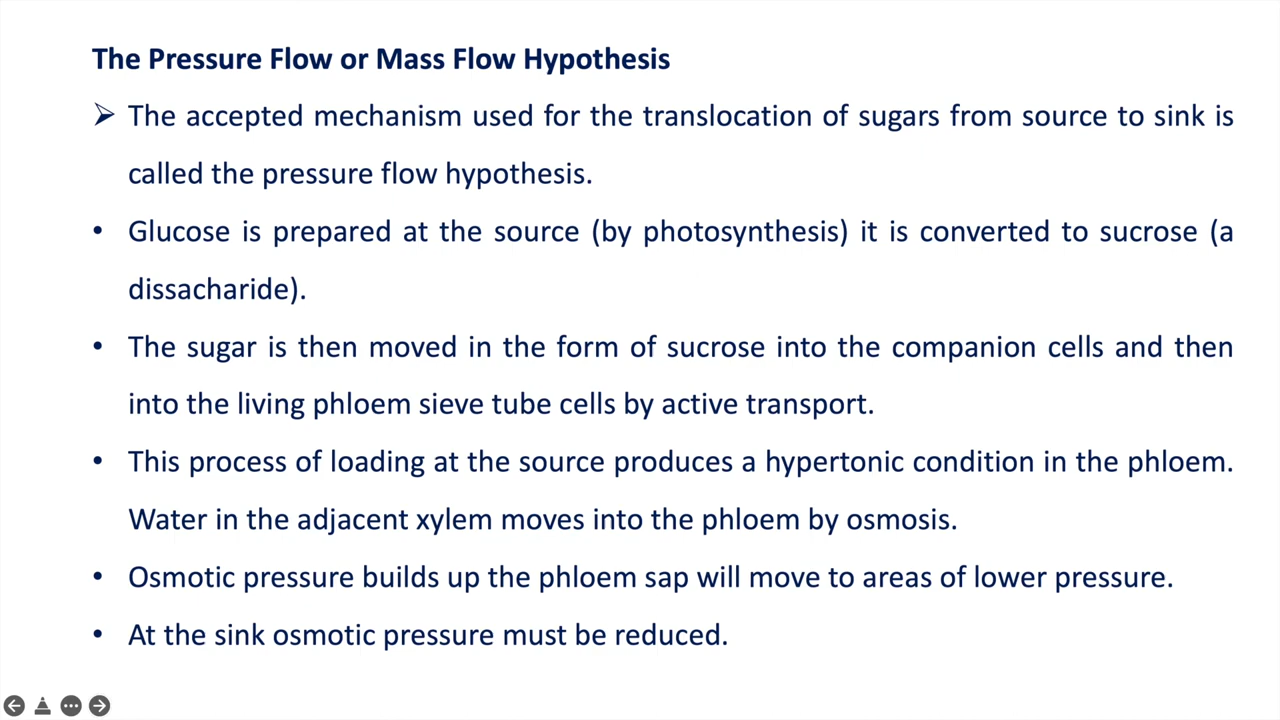 The Pressure Flow or Mass Flow Hypothesis
➢ The accepted mechanism used for the translocation of sugars from source to sink is
called the pressure flow hypothesis.
• Glucose is prepared at the source (by photosynthesis) it is converted to sucrose (a
dissacharide).
• The sugar is then moved in the form of sucrose into the companion cells and then
into the living phloem sieve tube cells by active transport.
• This process of loading at the source produces a hypertonic condition in the phloem.
Water in the adjacent xylem moves into the phloem by osmosis.
• Osmotic pressure builds up the phloem sap will move to areas of lower pressure.
• At the sink osmotic pressure must be reduced.